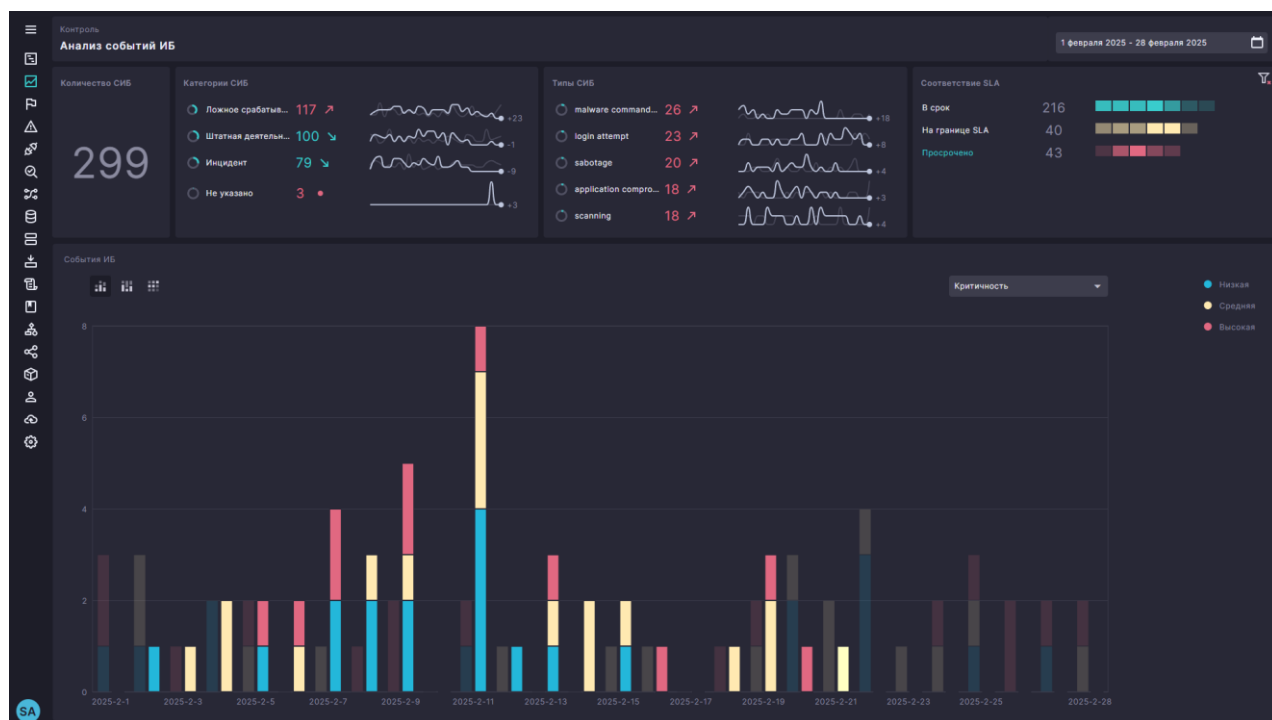 Контроль
Анализ событий ИБ
1 февраля 2025 - 28 февраля 2025
Количество СИБ
299
Категории СИБ
Ложное срабатыв... 117 +23
Штатная деятельн... 100 -1
Инцидент 79 -9
Не указано 3 +3
Типы СИБ
malware command... 26 +18
login attempt 23 +8
sabotage 20 +4
application compro... 18 +3
scanning 18 +4
Соответствие SLA
В срок 216
На границе SLA 40
Просрочено 43
События ИБ
Критичность
Низкая
Средняя
Высокая
8
6
4
2
0
2025-2-1 2025-2-3 2025-2-5 2025-2-7 2025-2-9 2025-2-11 2025-2-13 2025-2-15 2025-2-17 2025-2-19 2025-2-21 2025-2-23 2025-2-25 2025-2-28
SA